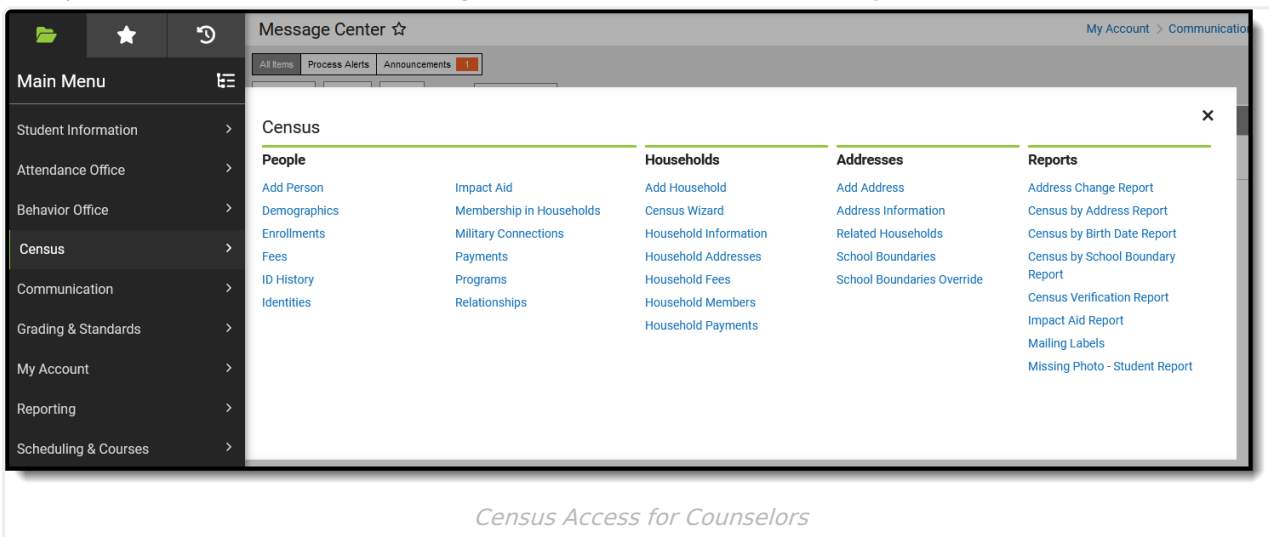 Message Center
My Account > Communication
All Items Process Alerts Announcements 1
Main Menu
Student Information
Attendance Office
Behavior Office
Census
Communication
Grading & Standards
My Account
Reporting
Scheduling & Courses
Census
People
Add Person
Demographics
Enrollments
Fees
ID History
Identities
Impact Aid
Membership in Households
Military Connections
Payments
Programs
Relationships
Households
Add Household
Census Wizard
Household Information
Household Addresses
Household Fees
Household Members
Household Payments
Addresses
Add Address
Address Information
Related Households
School Boundaries
School Boundaries Override
Reports
Address Change Report
Census by Address Report
Census by Birth Date Report
Census by School Boundary
Report
Census Verification Report
Impact Aid Report
Mailing Labels
Missing Photo - Student Report
Census Access for Counselors